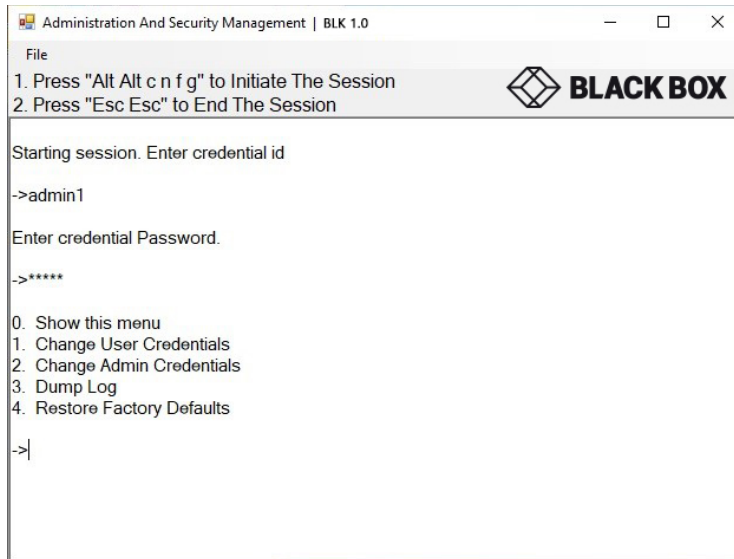 Administration And Security Management | BLK 1.0
File
1. Press "Alt Alt c n f g" to Initiate The Session
2. Press "Esc Esc" to End The Session
BLACK BOX
Starting session. Enter credential id
->admin1
Enter credential Password.
->*****
0. Show this menu
1. Change User Credentials
2. Change Admin Credentials
3. Dump Log
4. Restore Factory Defaults
->